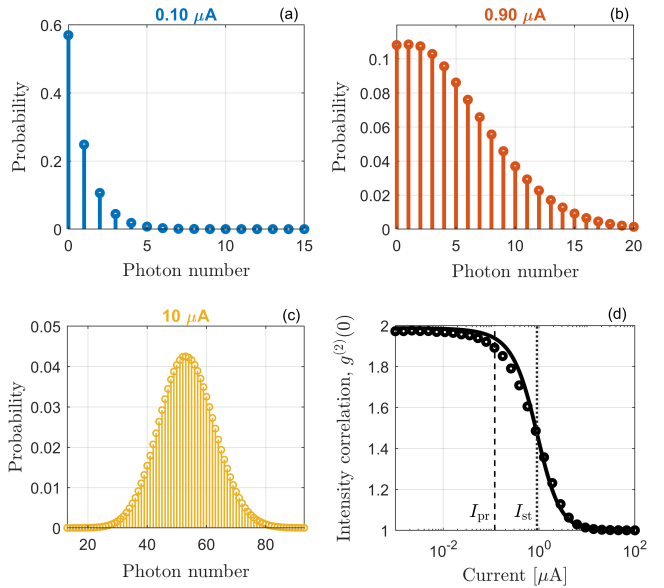 0.10 μA
(a)
Probability
0.6
0.4
0.2
0
0
5
10
15
Photon number
0.90 μA
(b)
Probability
0.1
0.08
0.06
0.04
0.02
0
0
5
10
15
20
Photon number
10 μA
(c)
Probability
0.05
0.04
0.03
0.02
0.01
0
20
40
60
80
Photon number
(d)
Intensity correlation, g^{(2)}(0)
2
1.8
1.6
1.4
1.2
1
I_{pr}
I_{st}
10^{-2}
10^{0}
10^{2}
Current [μA]